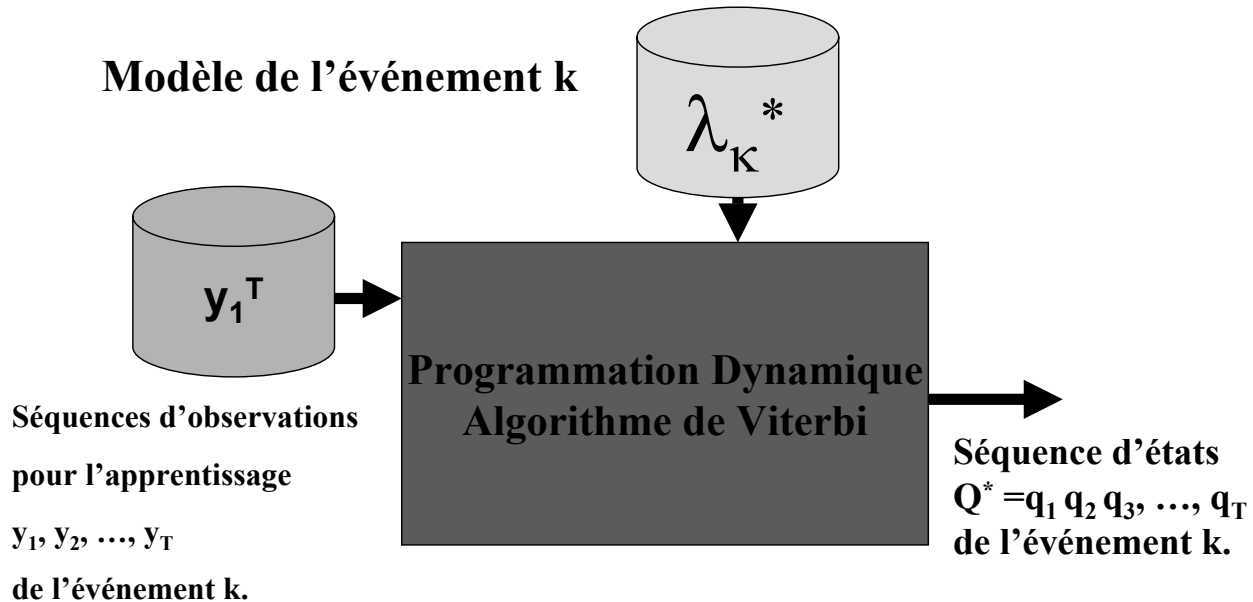 Modèle de l’événement k
λκ*
y₁ᵀ
Programmation Dynamique
Algorithme de Viterbi
Séquences d’observations
pour l’apprentissage
y₁, y₂, …, yT
de l’événement k.
Séquence d’états
Q* =q₁ q₂ q₃, …, qT
de l’événement k.